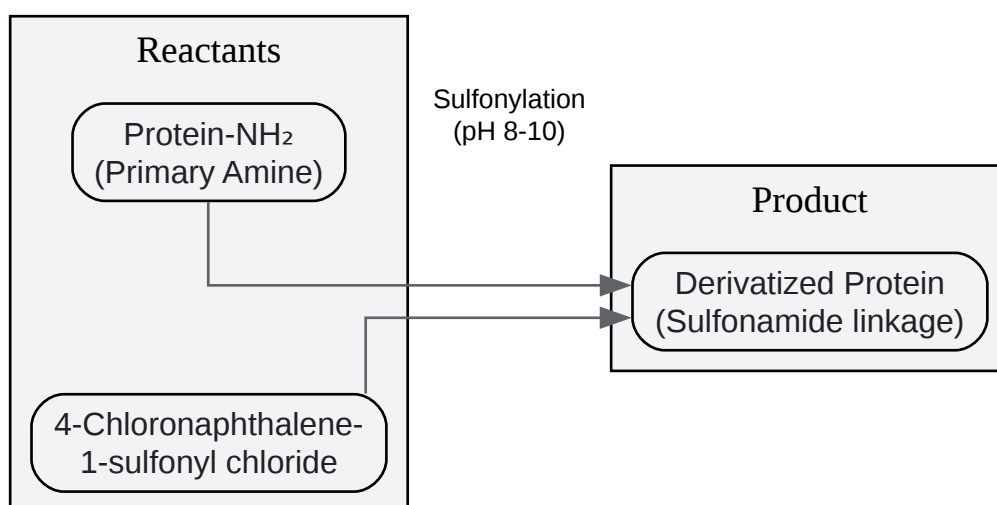 Reactants
Protein-NH₂
(Primary Amine)
4-Chloronaphthalene-
1-sulfonyl chloride
Sulfonylation
(pH 8-10)
Product
Derivatized Protein
(Sulfonamide linkage)